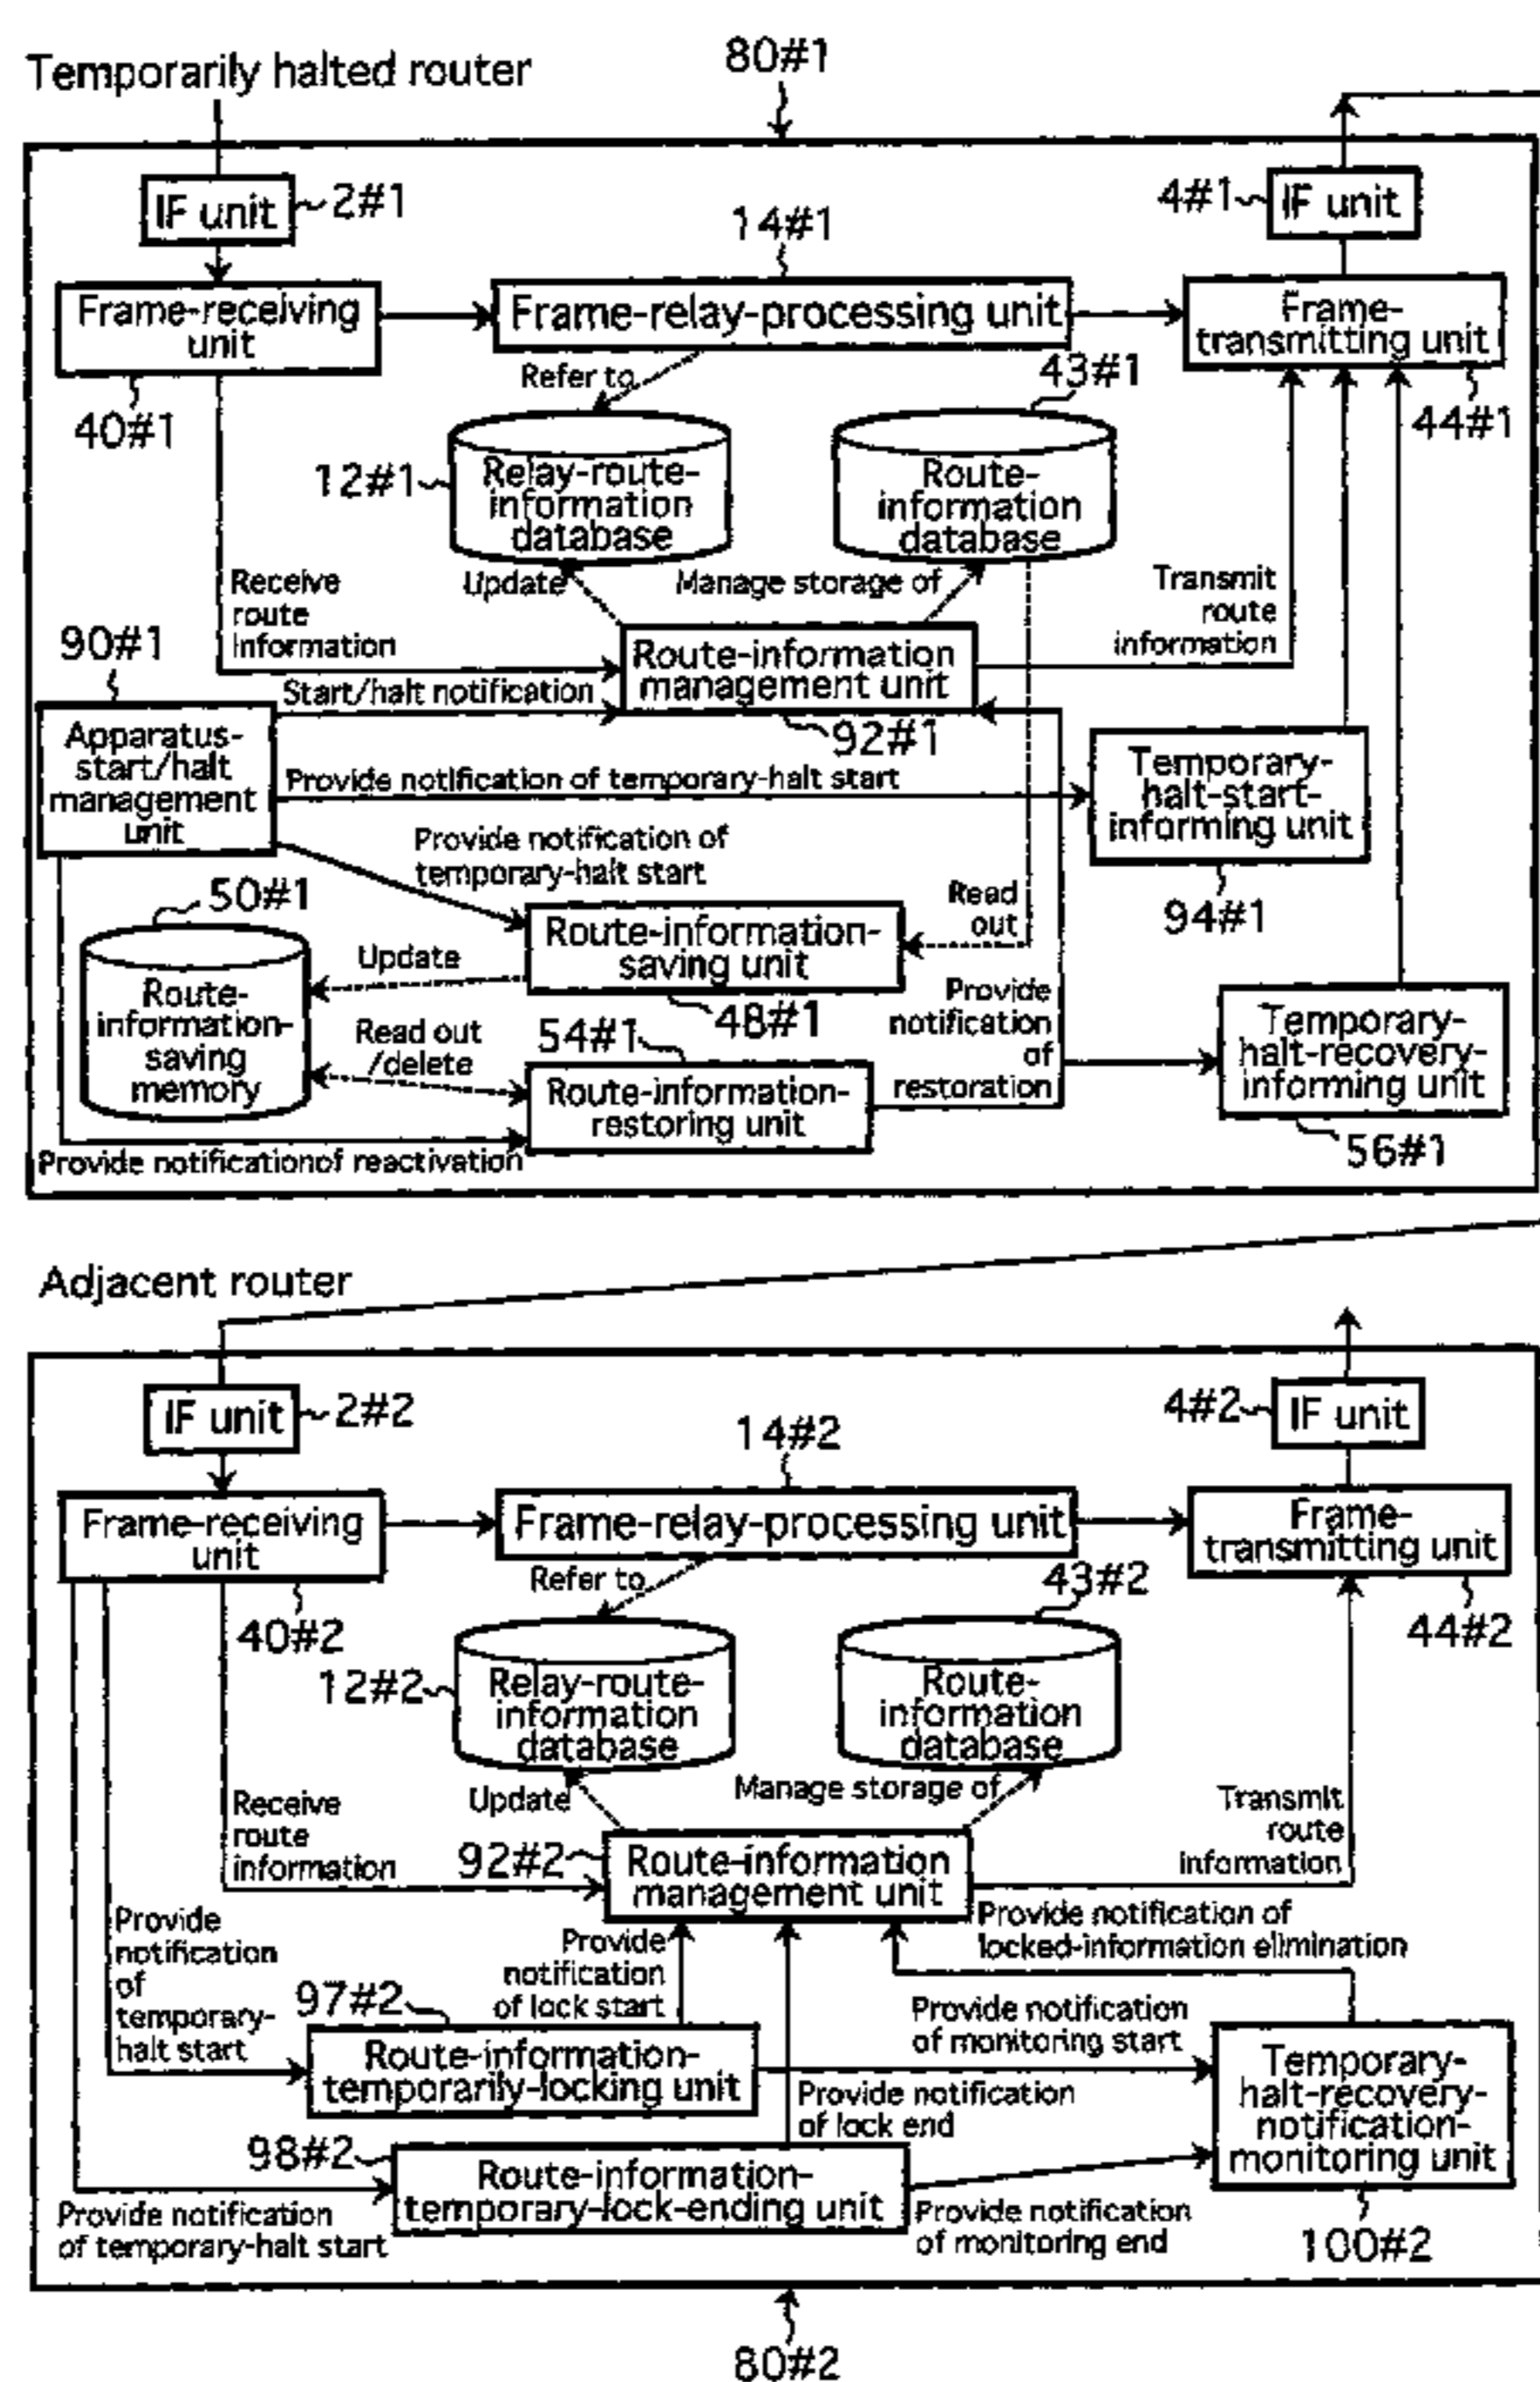 Temporarily halted router
80#1
IF unit
2#1
4#1
IF unit
14#1
Frame-receiving
unit
Frame-relay-processing unit
Frame-
transmitting unit
40#1
Refer to
43#1
44#1
12#1
Relay-route-
information
database
Route-
information
database
Receive
route
information
Update
Manage storage of
Transmit
route
information
90#1
Route-information
management unit
Start/halt notification
92#1
Apparatus-
start/halt
management
unit
Provide notification of temporary-halt start
Temporary-
halt-start-
informing unit
Provide notification of
temporary-halt start
94#1
50#1
Route-information-
saving unit
Read
out
Update
48#1
Route-
information-
saving
memory
Read out
/delete
54#1
Provide
notification
of
restoration
Temporary-
halt-recovery-
informing unit
Route-information-
restoring unit
56#1
Provide notificationof reactivation
Adjacent router
IF unit
2#2
4#2
IF unit
14#2
Frame-receiving
unit
Frame-relay-processing unit
Frame-
transmitting unit
40#2
Refer to
43#2
44#2
12#2
Relay-route-
information
database
Route-
information
database
Receive
route
information
Update
Manage storage of
Transmit
route
information
92#2
Route-information
management unit
Provide
notification
of
temporary-
halt start
Provide
notification
of lock start
Provide notification of
locked-information elimination
97#2
Route-information-
temporarily-locking unit
Provide notification
of monitoring start
Provide notification
of lock end
Temporary-
halt-recovery-
notification-
monitoring unit
98#2
Route-information-
temporary-lock-ending unit
Provide notification
of temporary-halt start
Provide notification
of monitoring end
100#2
80#2